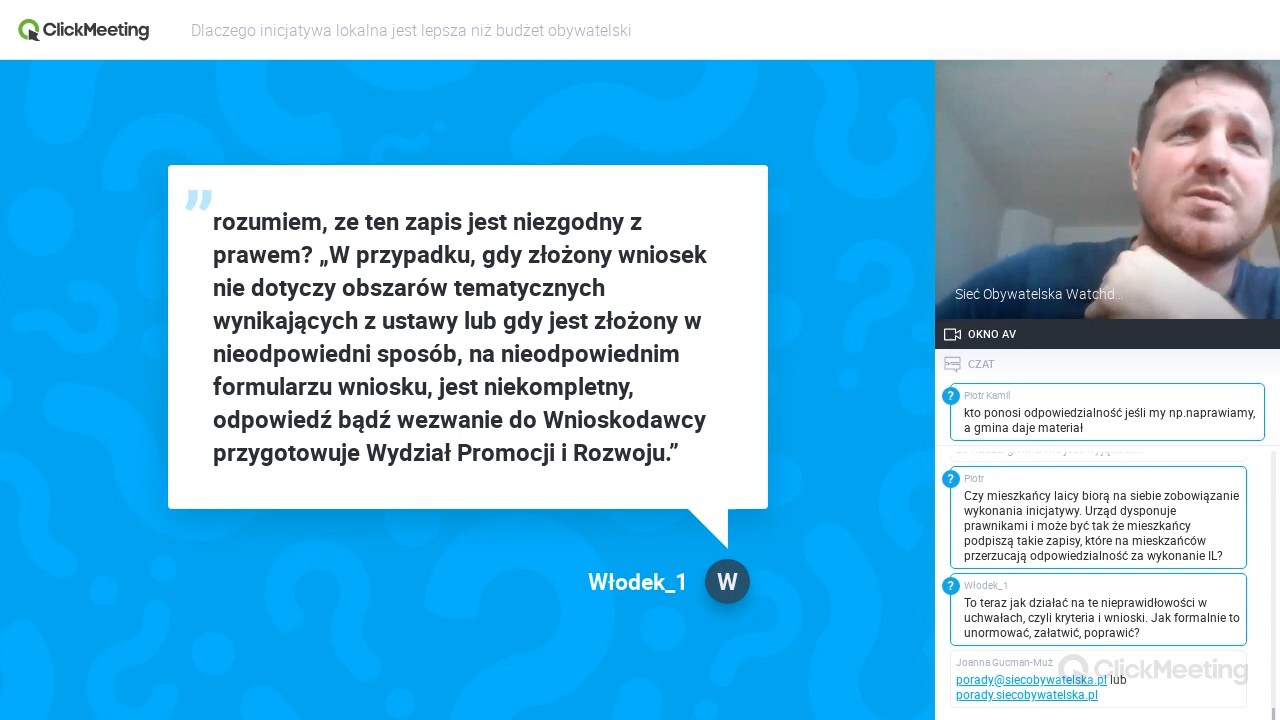 ClickMeeting
Dlaczego inicjatywa lokalna jest lepsza niż budżet obywatelski
”
rozumiem, ze ten zapis jest niezgodny z
prawem? „W przypadku, gdy złożony wniosek
nie dotyczy obszarów tematycznych
wynikających z ustawy lub gdy jest złożony w
nieodpowiedni sposób, na nieodpowiednim
formularzu wniosku, jest niekompletny,
odpowiedź bądź wezwanie do Wnioskodawcy
przygotowuje Wydział Promocji i Rozwoju.”
Włodek_1
W
Sieć Obywatelska Watchd...
OKNO AV
CZAT
?
Piotr Kamil
kto ponosi odpowiedzialność jeśli my np.naprawiamy,
a gmina daje materiał
?
Piotr
Czy mieszkańcy laicy biorą na siebie zobowiązanie
wykonania inicjatywy. Urząd dysponuje
prawnikami i może być tak że mieszkańcy
podpiszą takie zapisy, które na mieskzańców
przerzucają odpowiedzialność za wykonanie IL?
?
Włodek_1
To teraz jak działać na te nieprawidłowości w
uchwałach, czyli kryteria i wnioski. Jak formalnie to
unormować, załatwić, poprawić?
Joanna Gucman-Muż
porady@siecobywatelska.pl lub
porady.siecobywatelska.pl
ClickMeeting